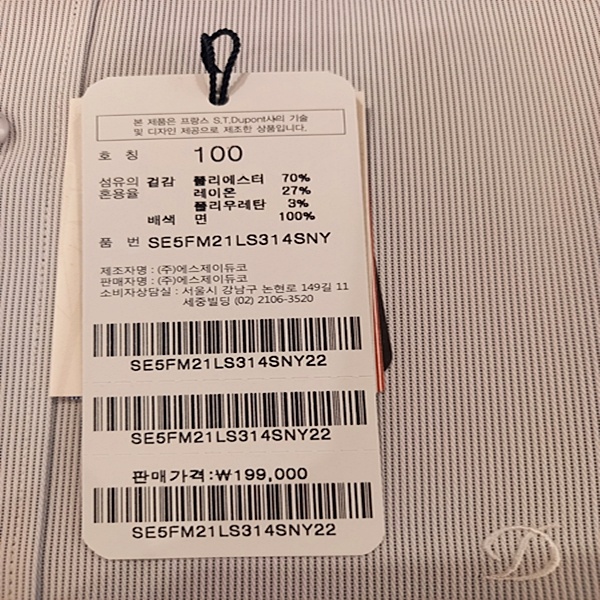 본 제품은 프랑스 S.T.Dupont사의 기술
및 디자인 제공으로 제조한 상품입니다.
호 칭 100
섬유의 겉감 폴리에스터 70%
혼용율 레이온 27%
폴리우레탄 3%
배색 면 100%
품 번 SE5FM21LS314SNY
제조자명 : (주)에스제이듀코
판매자명 : (주)에스제이듀코
소비자상담실 : 서울시 강남구 논현로 149길 11
세중빌딩 (02) 2106-3520
SE5FM21LS314SNY22
SE5FM21LS314SNY22
판매가격:₩199,000
SE5FM21LS314SNY22
D